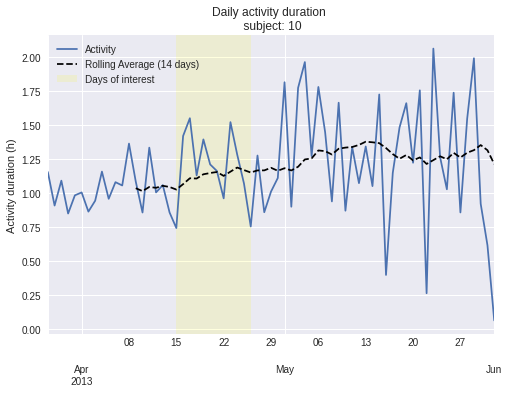 Daily activity duration
subject: 10
Activity
Rolling Average (14 days)
Days of interest
Activity duration (h)
2.00
1.75
1.50
1.25
1.00
0.75
0.50
0.25
0.00
08
15
22
29
06
13
20
27
Apr
2013
May
Jun